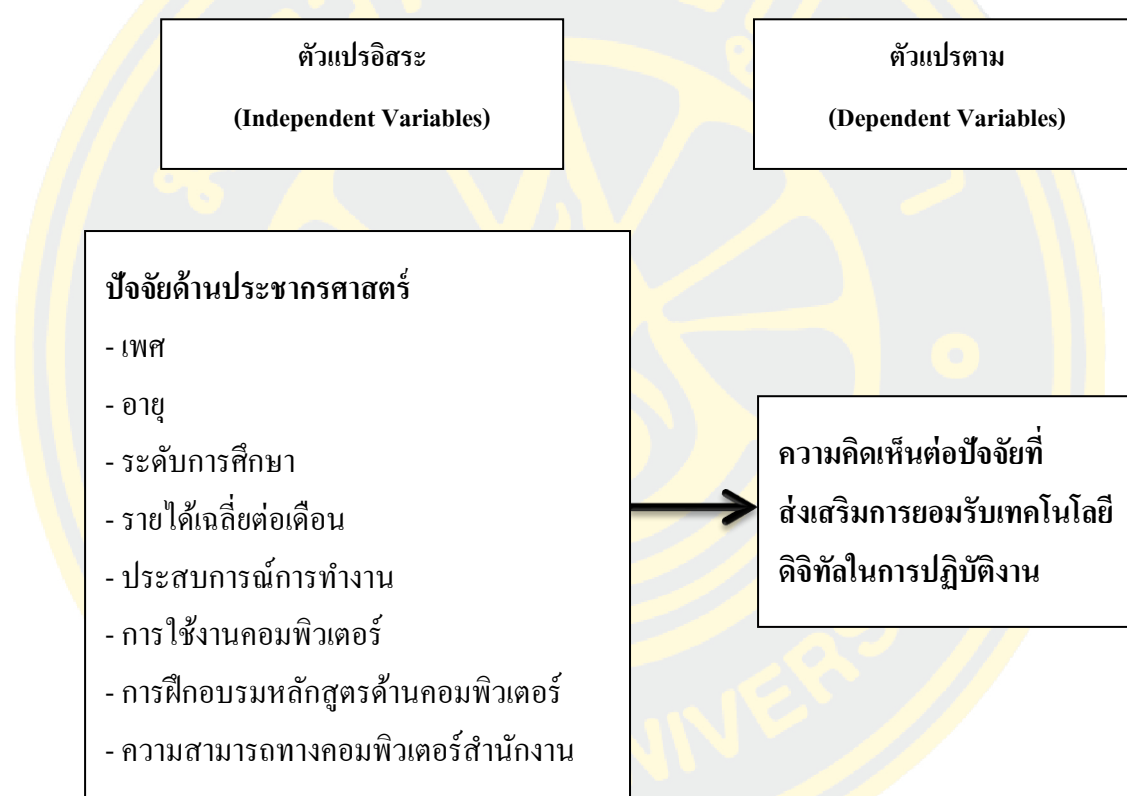 ตัวแปรอิสระ
(Independent Variables)
ตัวแปรตาม
(Dependent Variables)
ปัจจัยด้านประชากรศาสตร์
- เพศ
- อายุ
- ระดับการศึกษา
- รายได้เฉลี่ยต่อเดือน
- ประสบการณ์การทำงาน
- การใช้งานคอมพิวเตอร์
- การฝึกอบรมหลักสูตรด้านคอมพิวเตอร์
- ความสามารถทางคอมพิวเตอร์สำนักงาน
ความคิดเห็นต่อปัจจัยที่
ส่งเสริมการยอมรับเทคโนโลยี
ดิจิทัลในการปฏิบัติงาน